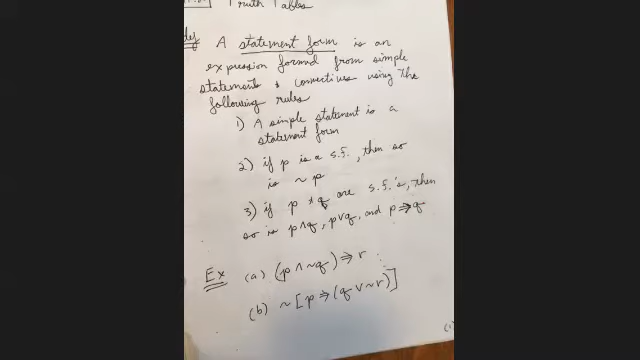 Truth Tables
def A statement form is an
expression formed from simple
statements & connectives using the
following rules
1) A simple statement is a
statement form
2) if p is a s.f., then so
is ~p
3) if p & q are s.f.'s, then
so is p∧q, p∨q, and p⇒q
Ex (a) (p∧~q)⇒r
(b) ~[p⇒(q∨~r)]